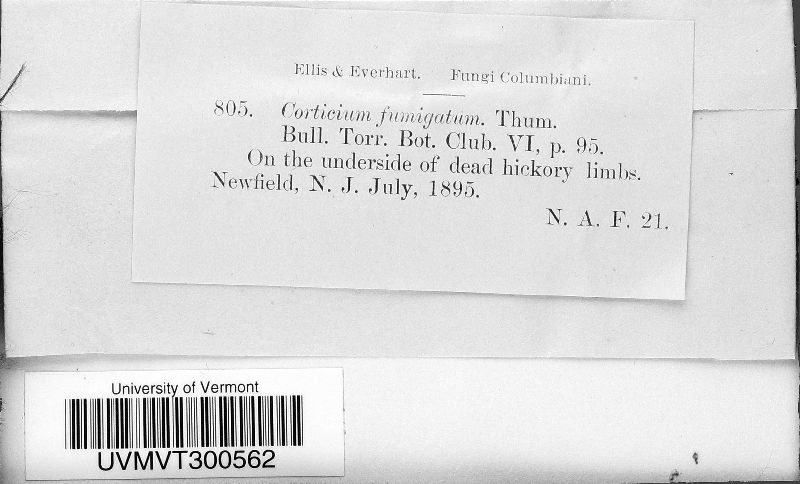 Ellis & Everhart. Fungi Columbiani.
805. Corticium fumigatum. Thum.
Bull. Torr. Bot. Club. VI, p. 95.
On the underside of dead hickory limbs.
Newfield, N. J. July, 1895.
N. A. F. 21.
University of Vermont
UVMVT300562